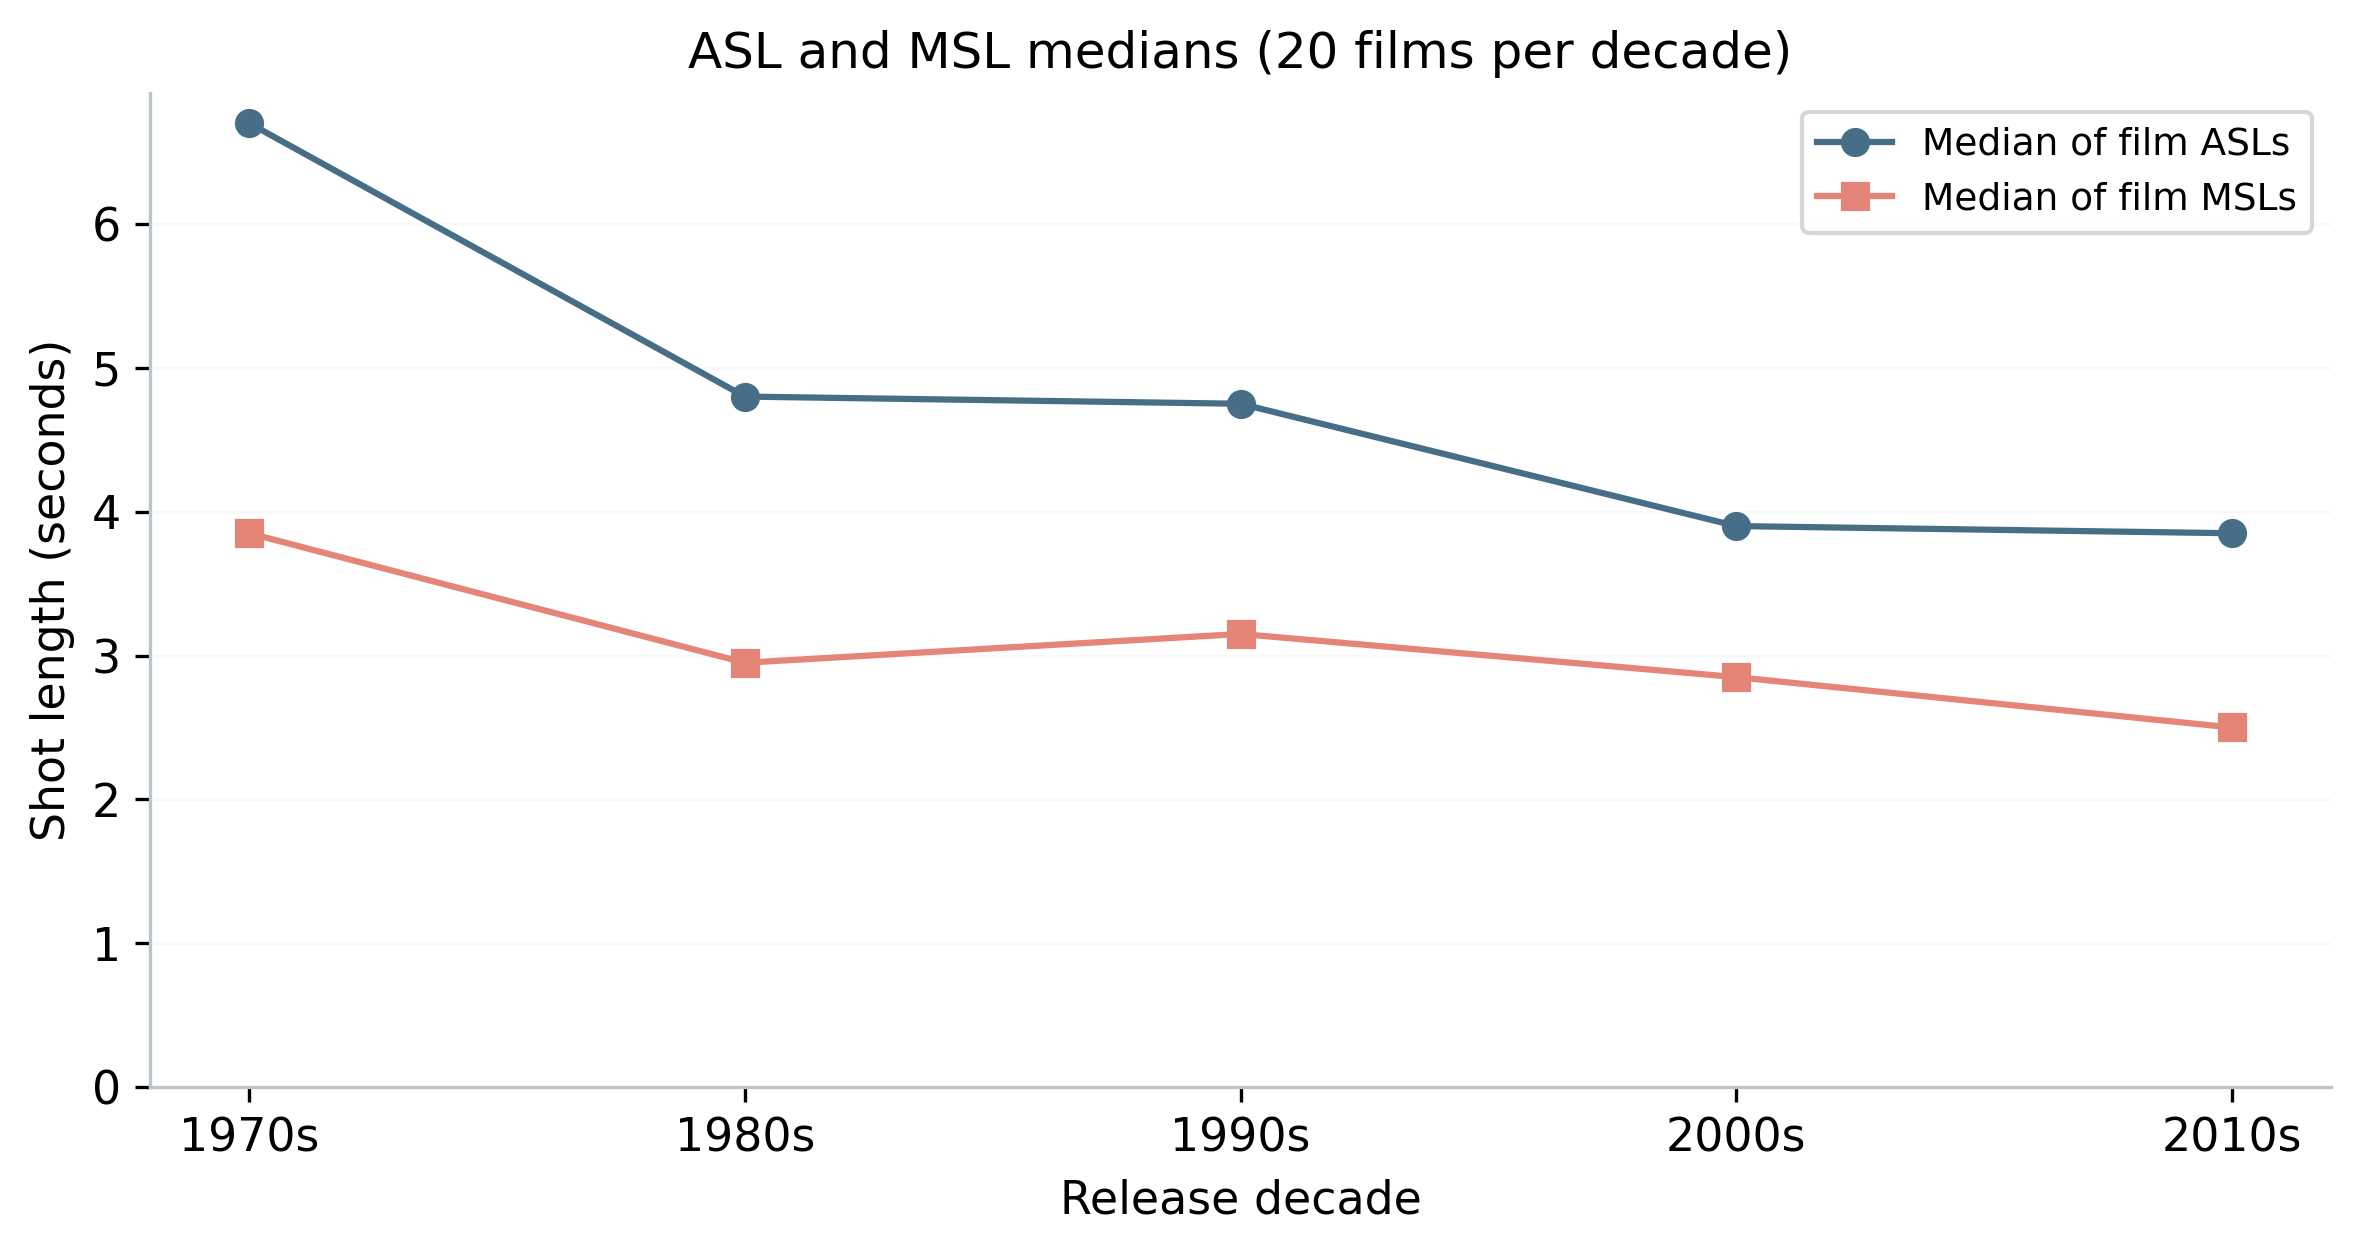 ASL and MSL medians (20 films per decade)
Median of film ASLs
Median of film MSLs
Shot length (seconds)
6
5
4
3
2
1
0
1970s 1980s 1990s 2000s 2010s
Release decade